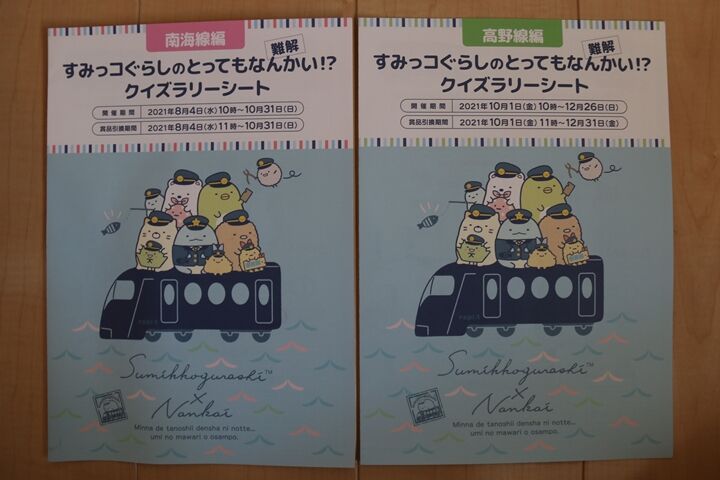 南海線編
すみっコぐらしのとってもなんかい!?
難解
クイズラリーシート
開催期間 2021年8月4日(水)10時~10月31日(日)
賞品引換期間 2021年8月4日(水)11時~10月31日(日)
Sumikkogurashi™
×
Nankai
Minna de tanoshii densha ni notte...
umi no mawari o osampo.
高野線編
すみっコぐらしのとってもなんかい!?
難解
クイズラリーシート
開催期間 2021年10月1日(金)10時~12月26日(日)
賞品引換期間 2021年10月1日(金)11時~12月31日(金)
Sumikkogurashi™
×
Nankai
Minna de tanoshii densha ni notte...
umi no mawari o osampo.